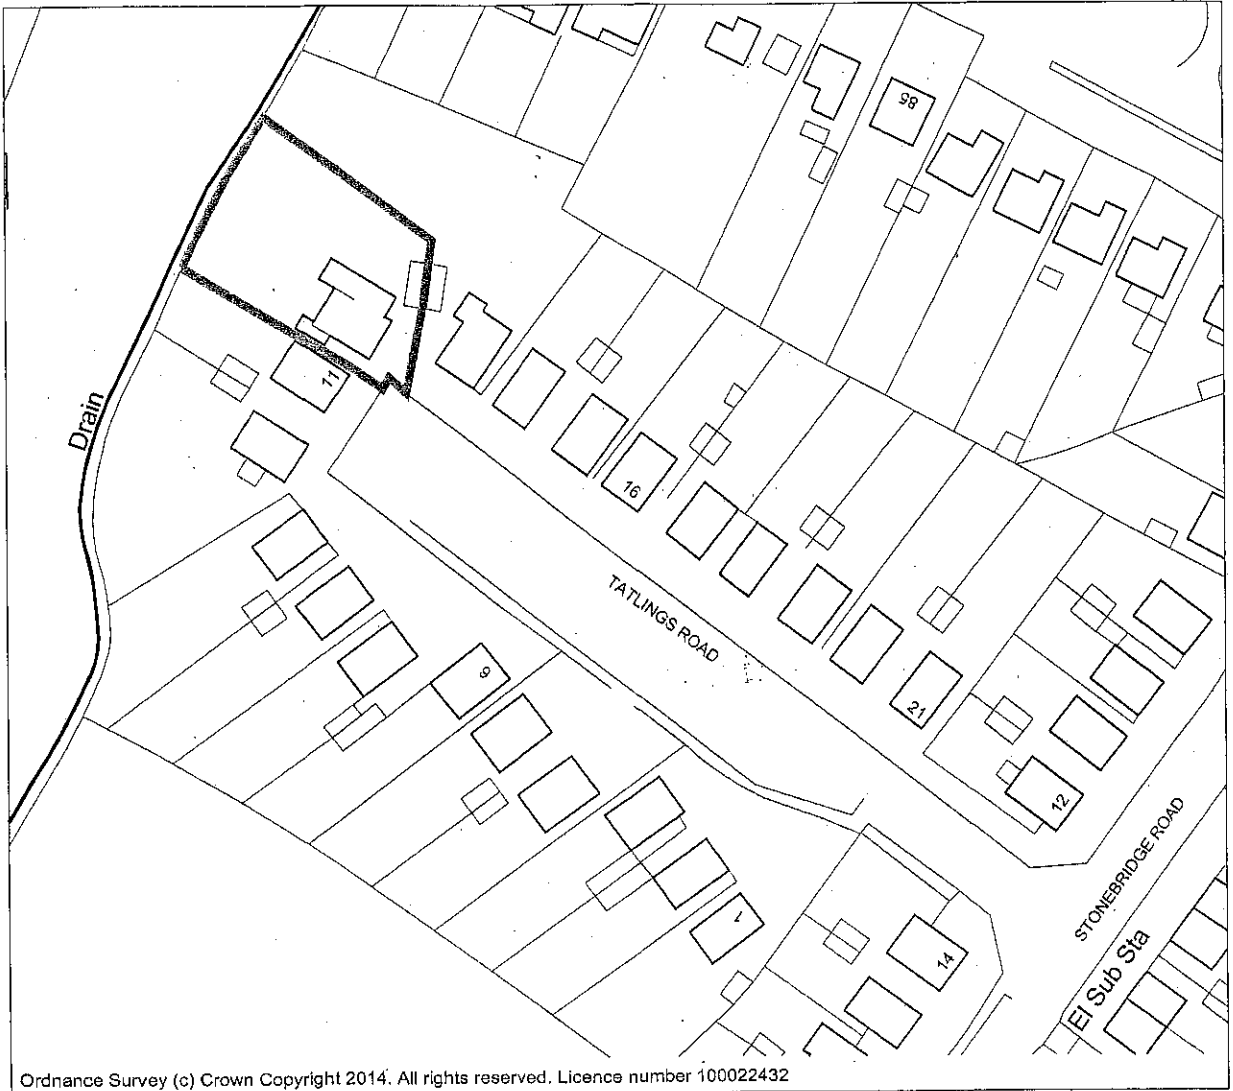 85
11
Drain
16
TATLINGS ROAD
9
21
12
STONEBRIDGE ROAD
1
14
El Sub Sta
Ordnance Survey (c) Crown Copyright 2014. All rights reserved. Licence number 100022432